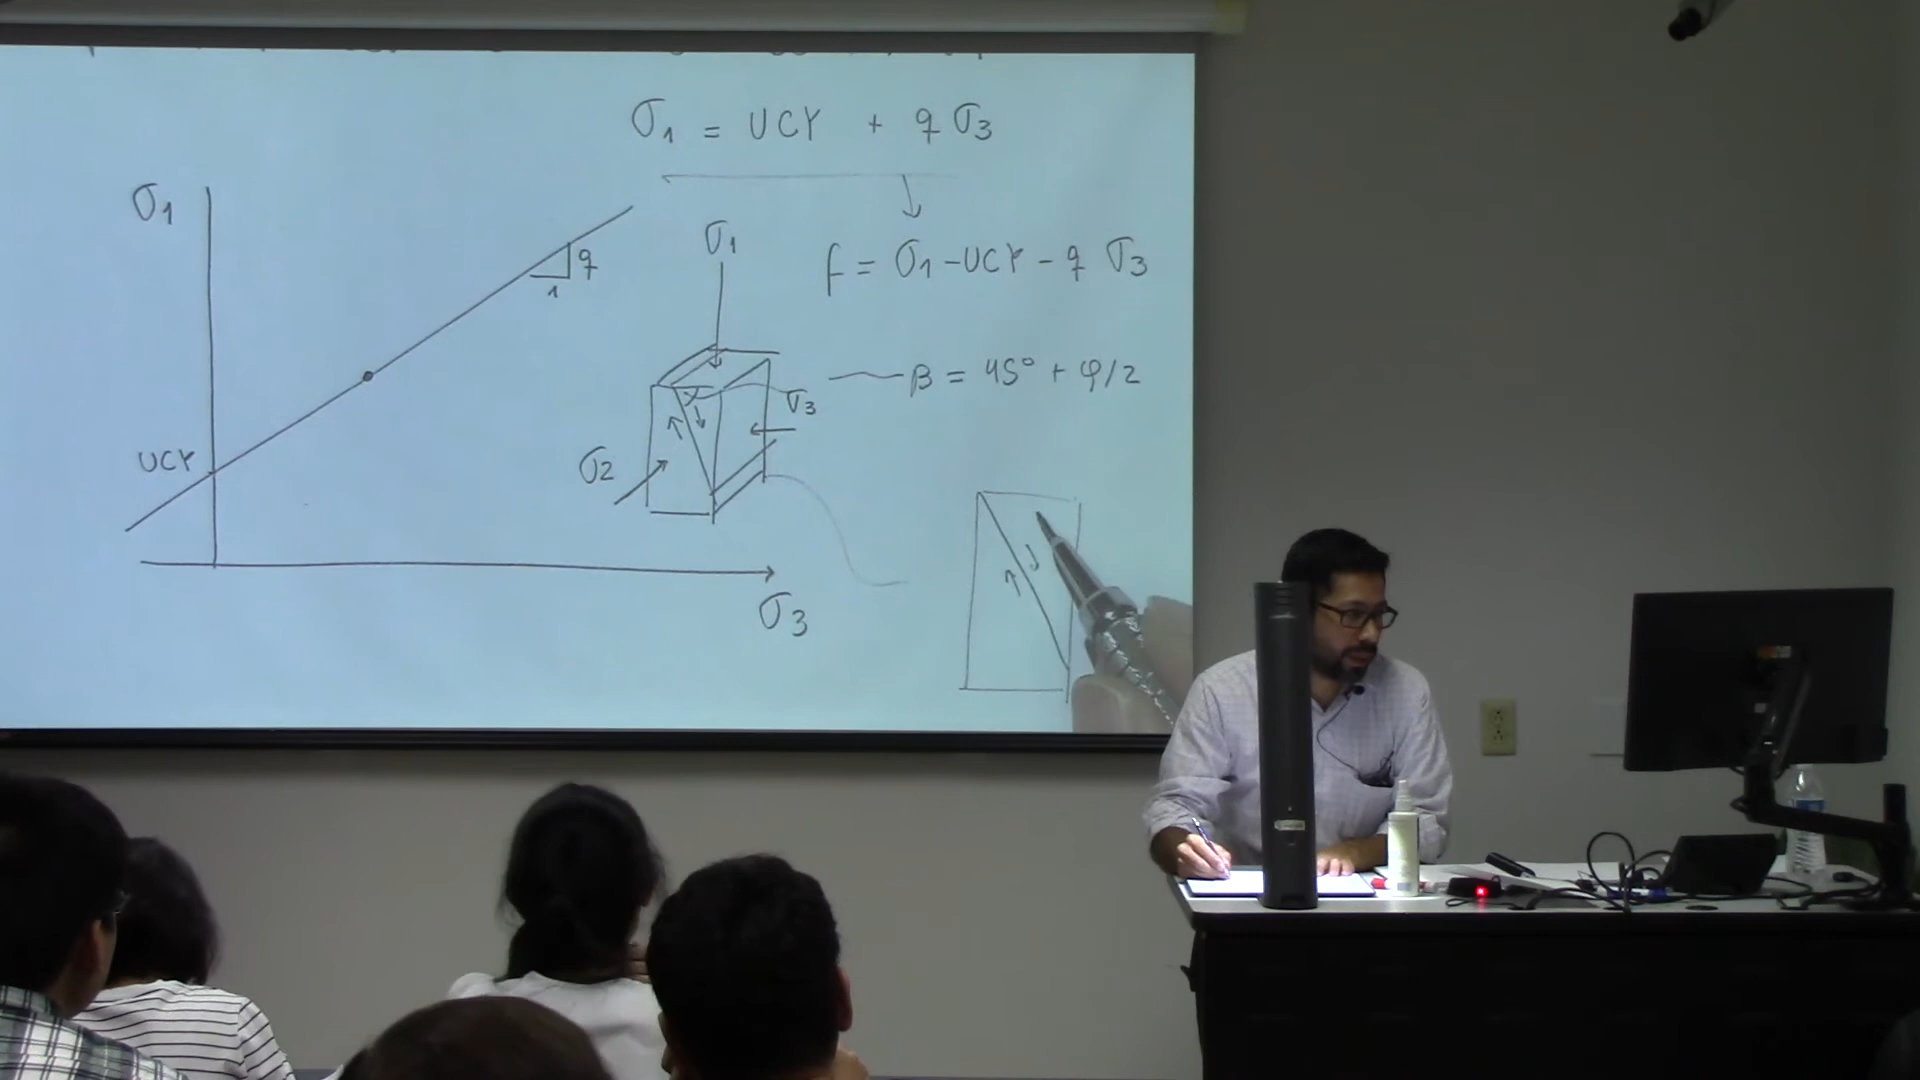 σ1 = UCY + q σ3
σ1
q
1
σ1
f = σ1 - UCY - q σ3
β = 45° + φ/2
σ3
UCY
σ2
σ3